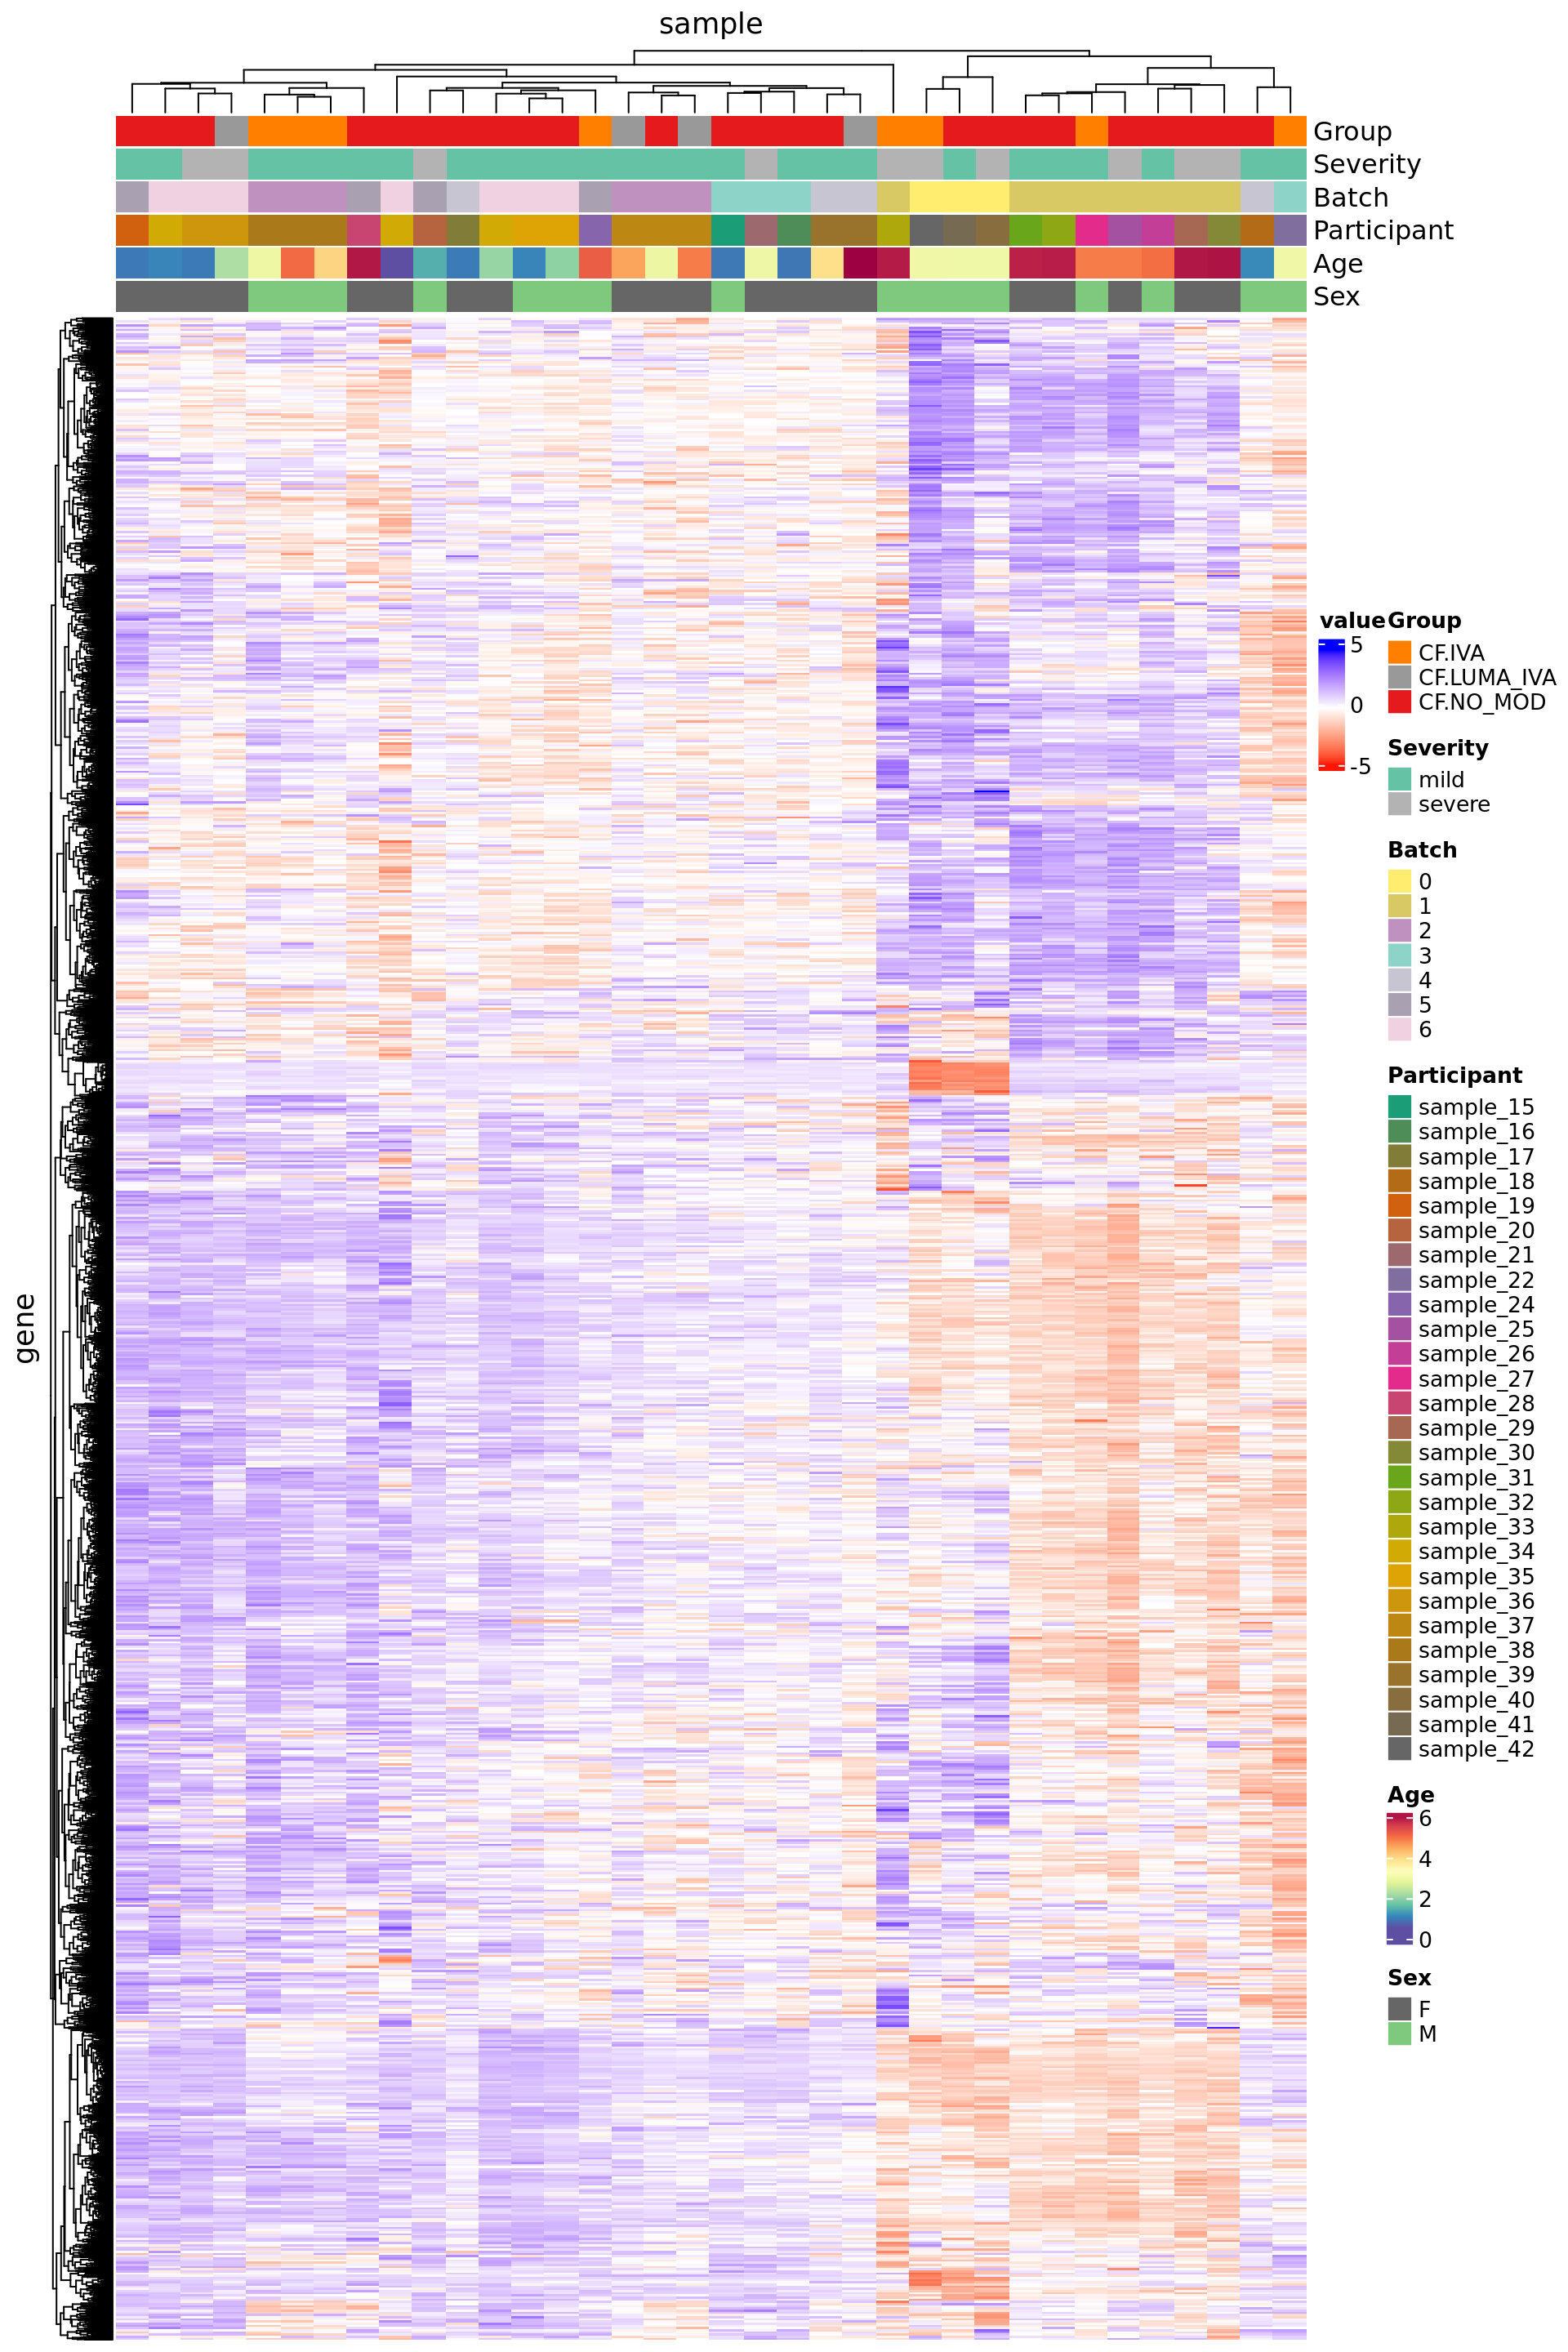 sample
Group
Severity
Batch
Participant
Age
Sex
gene
value
5
0
-5
Group
CF.IVA
CF.LUMA_IVA
CF.NO_MOD
Severity
mild
severe
Batch
0
1
2
3
4
5
6
Participant
sample_15
sample_16
sample_17
sample_18
sample_19
sample_20
sample_21
sample_22
sample_24
sample_25
sample_26
sample_27
sample_28
sample_29
sample_30
sample_31
sample_32
sample_33
sample_34
sample_35
sample_36
sample_37
sample_38
sample_39
sample_40
sample_41
sample_42
Age
6
4
2
0
Sex
F
M